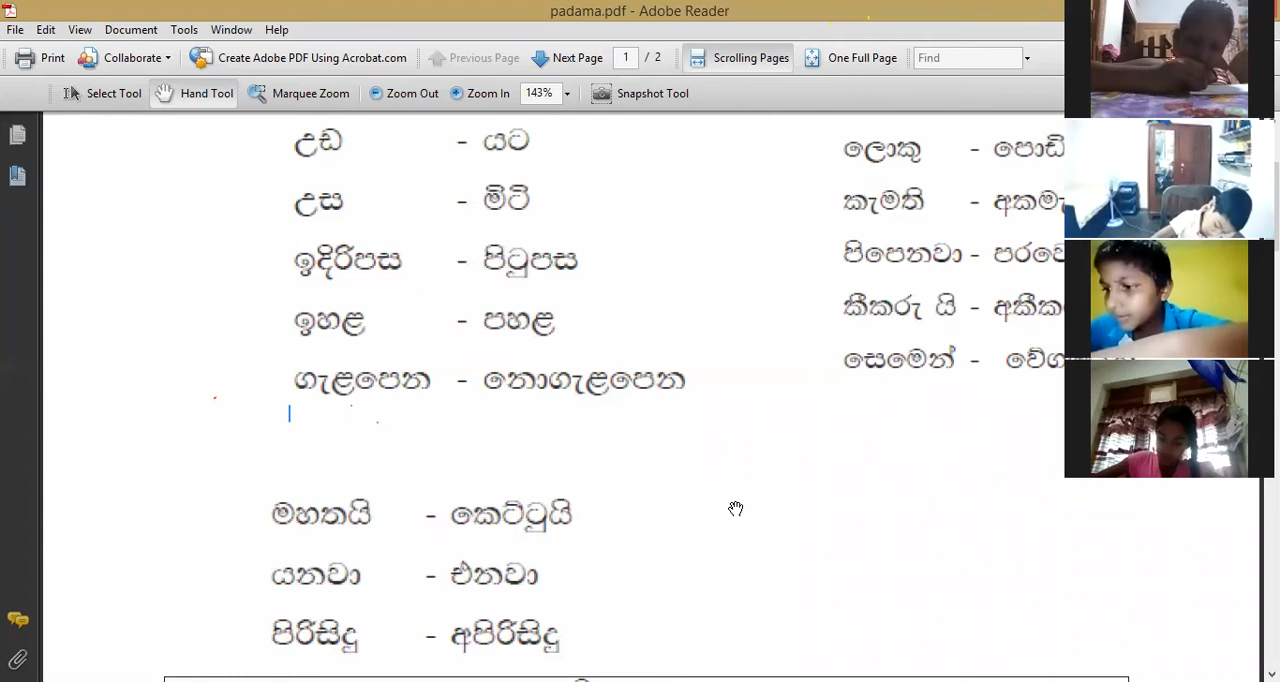 padama.pdf - Adobe Reader
File Edit View Document Tools Window Help
Print Collaborate Create Adobe PDF Using Acrobat.com Previous Page Next Page 1 / 2 Scrolling Pages One Full Page Find
Select Tool Hand Tool Marquee Zoom Zoom Out Zoom In 143% Snapshot Tool
උඩ - යට
උස - මිටි
ඉදිරිපස - පිටුපස
ඉහළ - පහළ
ගැළපෙන - නොගැළපෙන
මහතයි - කෙට්ටුයි
යනවා - එනවා
පිරිසිදු - අපිරිසිදු
ලොකු - පොඩි
කැමති -
පිපෙනවා -
කීකරු යි -
සෙමෙන් -